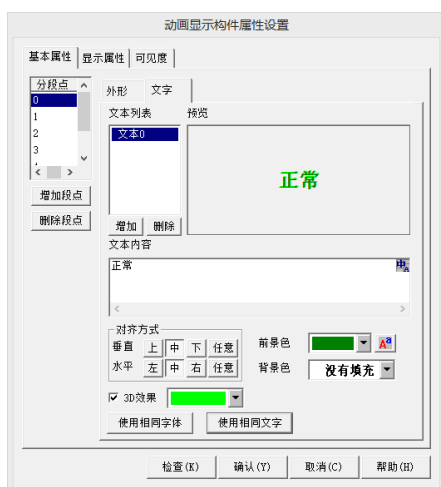 动画显示构件属性设置
基本属性 显示属性 可见度
分段点
0
1
2
3
增加段点
删除段点
外形 文字
文本列表 预览
文本0
正常
增加 删除
文本内容
正常
中A
对齐方式
垂直 上 中 下 任意
水平 左 中 右 任意
前景色 Aa
背景色 没有填充
3D效果
使用相同字体 使用相同文字
检查(K) 确认(Y) 取消(C) 帮助(H)